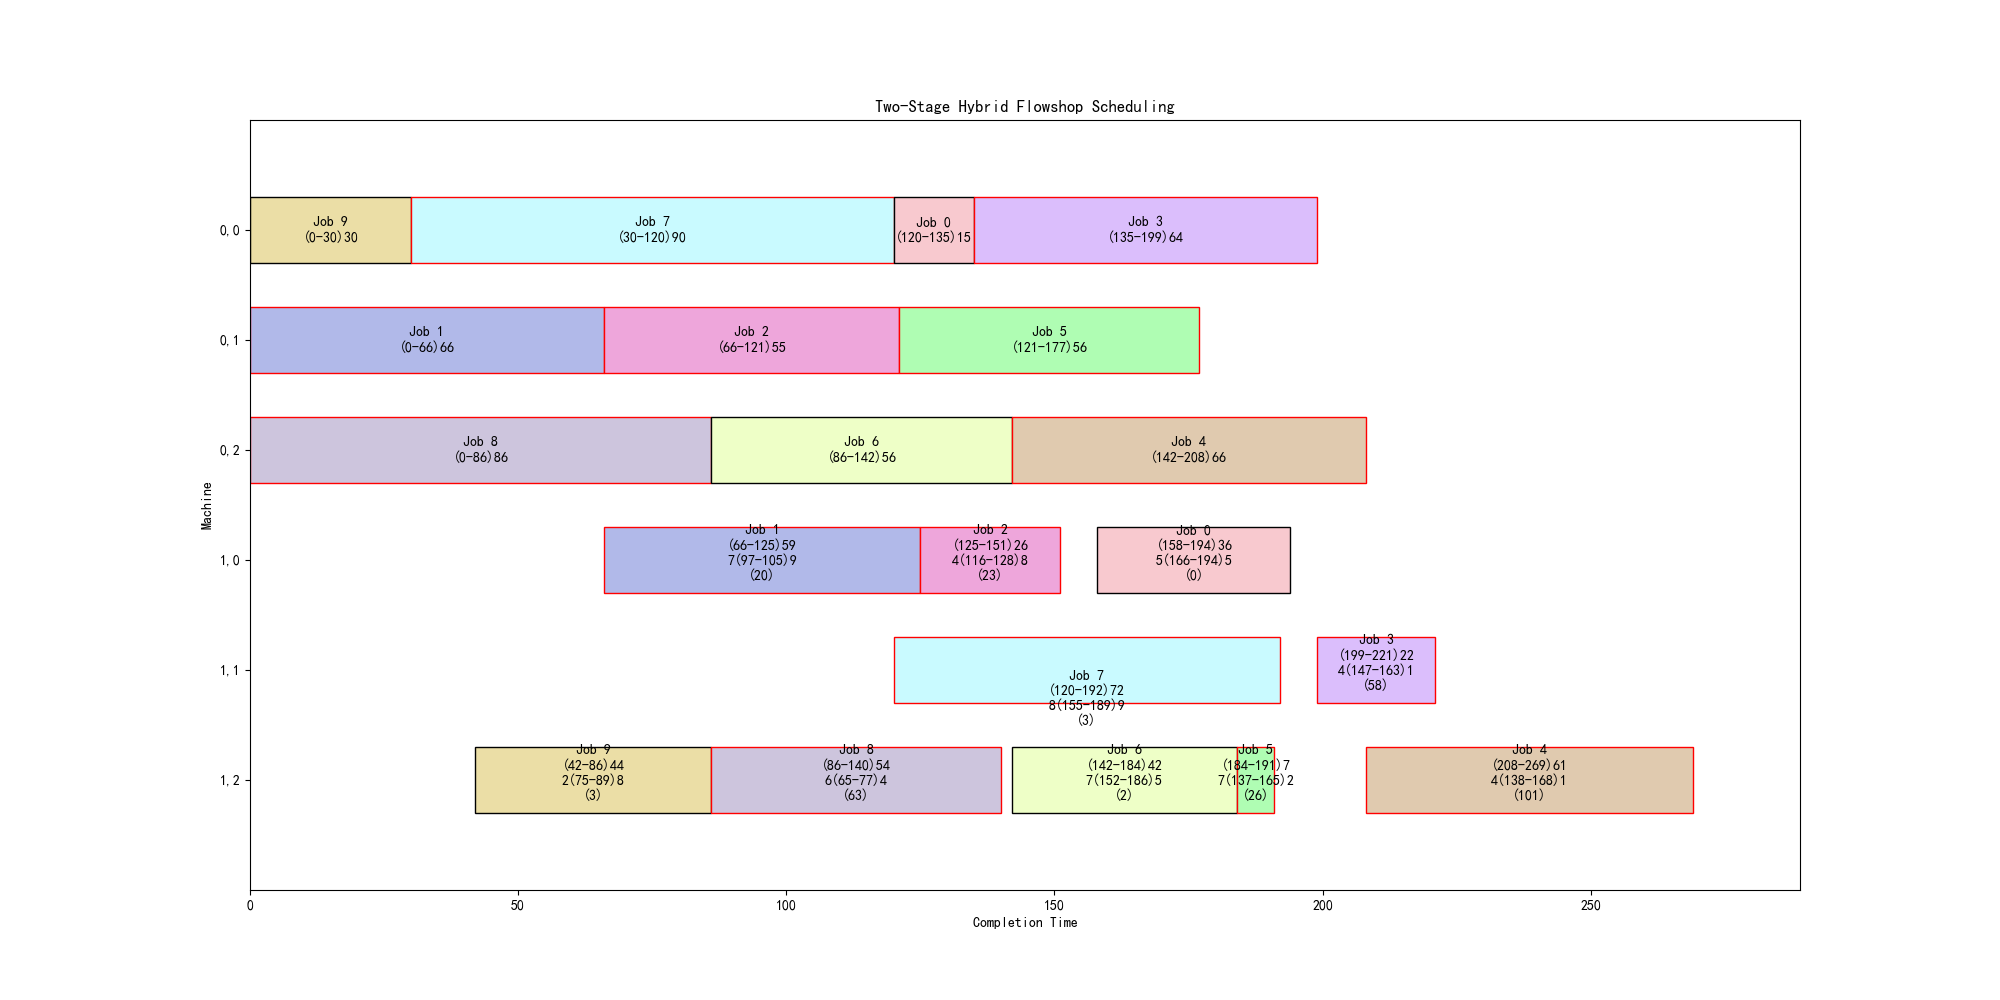 Two-Stage Hybrid Flowshop Scheduling
Machine
0,0
Job 9
(0-30)30
Job 7
(30-120)90
Job 0
(120-135)15
Job 3
(135-199)64
0,1
Job 1
(0-66)66
Job 2
(66-121)55
Job 5
(121-177)56
0,2
Job 8
(0-86)86
Job 6
(86-142)56
Job 4
(142-208)66
1,0
Job 1
(66-125)59
7(97-105)9
(20)
Job 2
(125-151)26
4(116-128)8
(23)
Job 0
(158-194)36
5(166-194)5
(0)
1,1
Job 7
(120-192)72
8(155-189)9
(3)
Job 3
(199-221)22
4(147-163)1
(58)
1,2
Job 9
(42-86)44
2(75-89)8
(3)
Job 8
(86-140)54
6(65-77)4
(63)
Job 6
(142-184)42
7(152-186)5
(2)
Job 5
(184-191)7
7(137-165)2
(26)
Job 4
(208-269)61
4(138-168)1
(101)
0
50
100
150
200
250
Completion Time